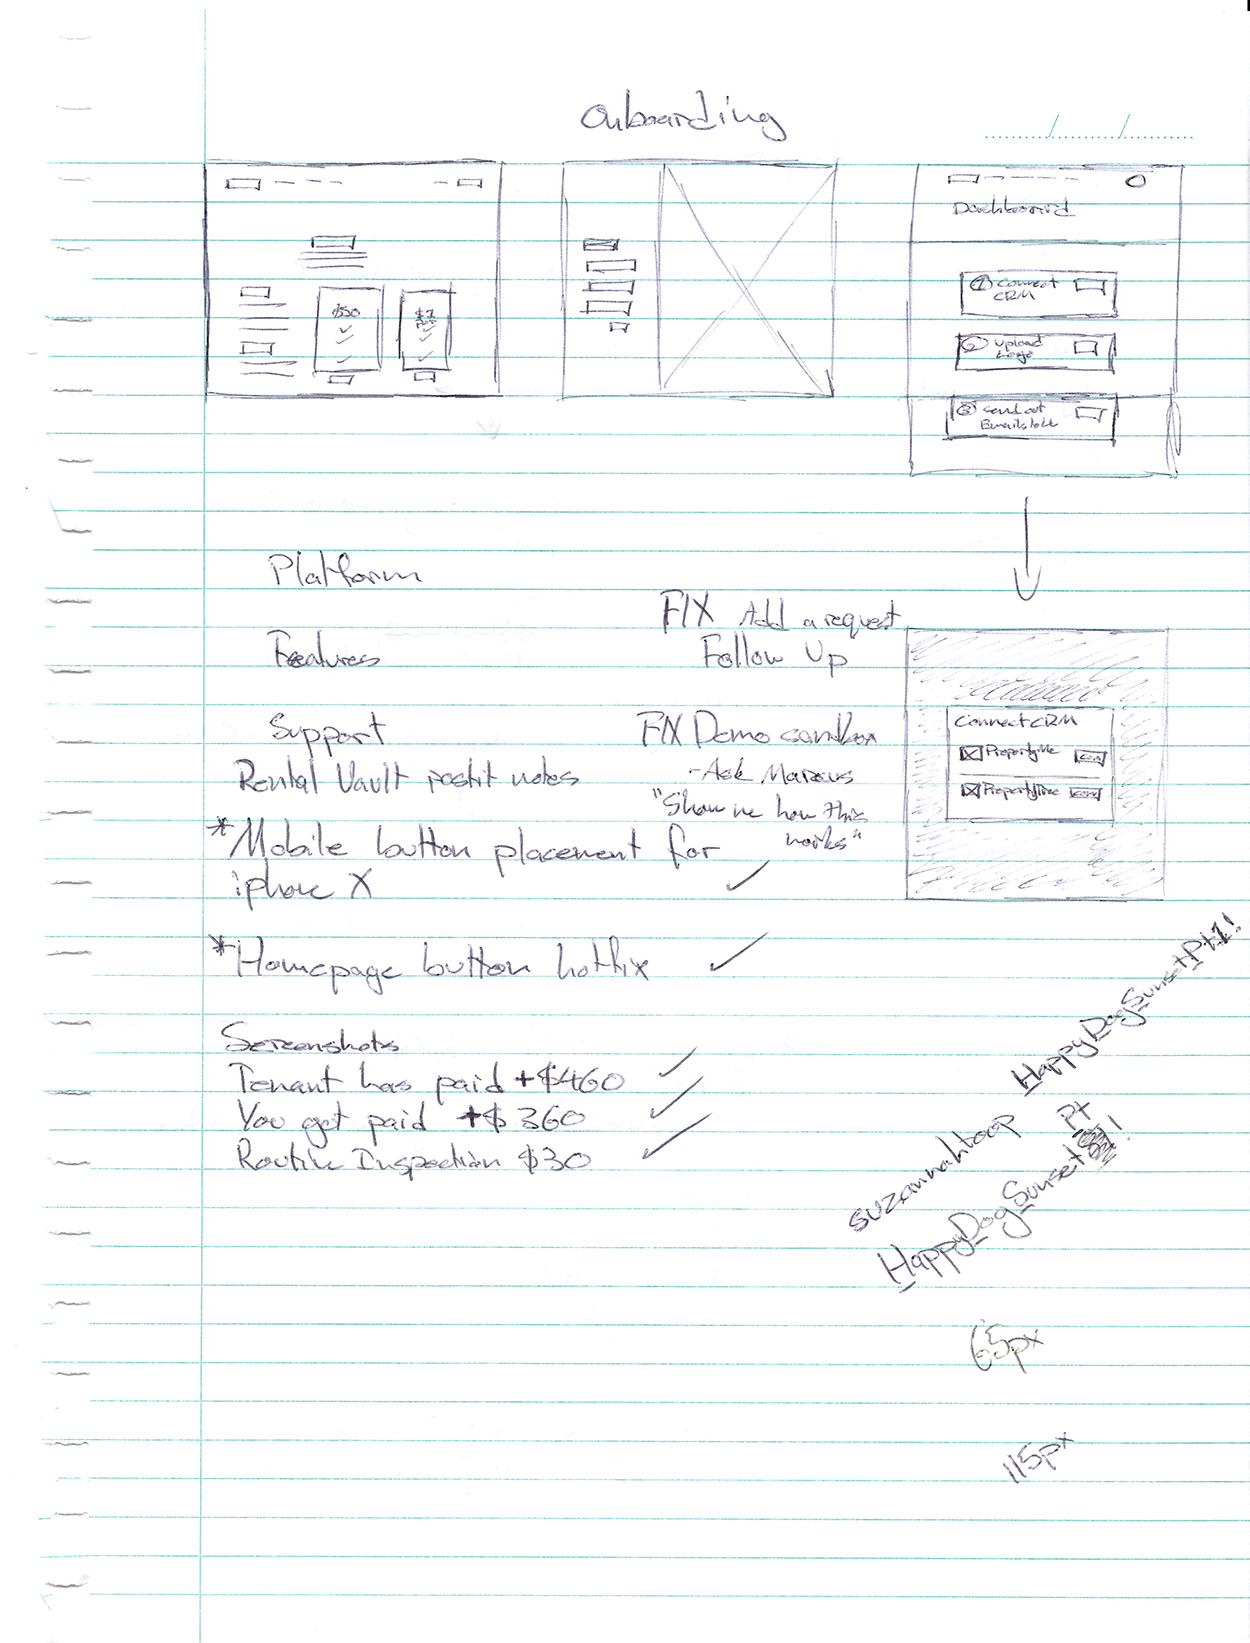 Onboarding
$50
$1
Dashboard
① Connect
CRM
② Upload
Logo
③ Send out
Emails
Platform
FIX Add a request
Follow Up
Features
Support
FIX Demo sandbox
Rental Vault postit notes
- Ask Marcus
"Show me how this
works"
Connect CRM
PropertyMe
PropertyTree
*Mobile button placement for
iphone X ✓
*Homepage button hotfix ✓
Screenshots
Tenant has paid +$460 ✓
You get paid +$360 ✓
Routine Inspection $30 ✓
HappyDogSunsetPt1!
suzannahtoop
Pt
HappyDogSunset !
65px
115px